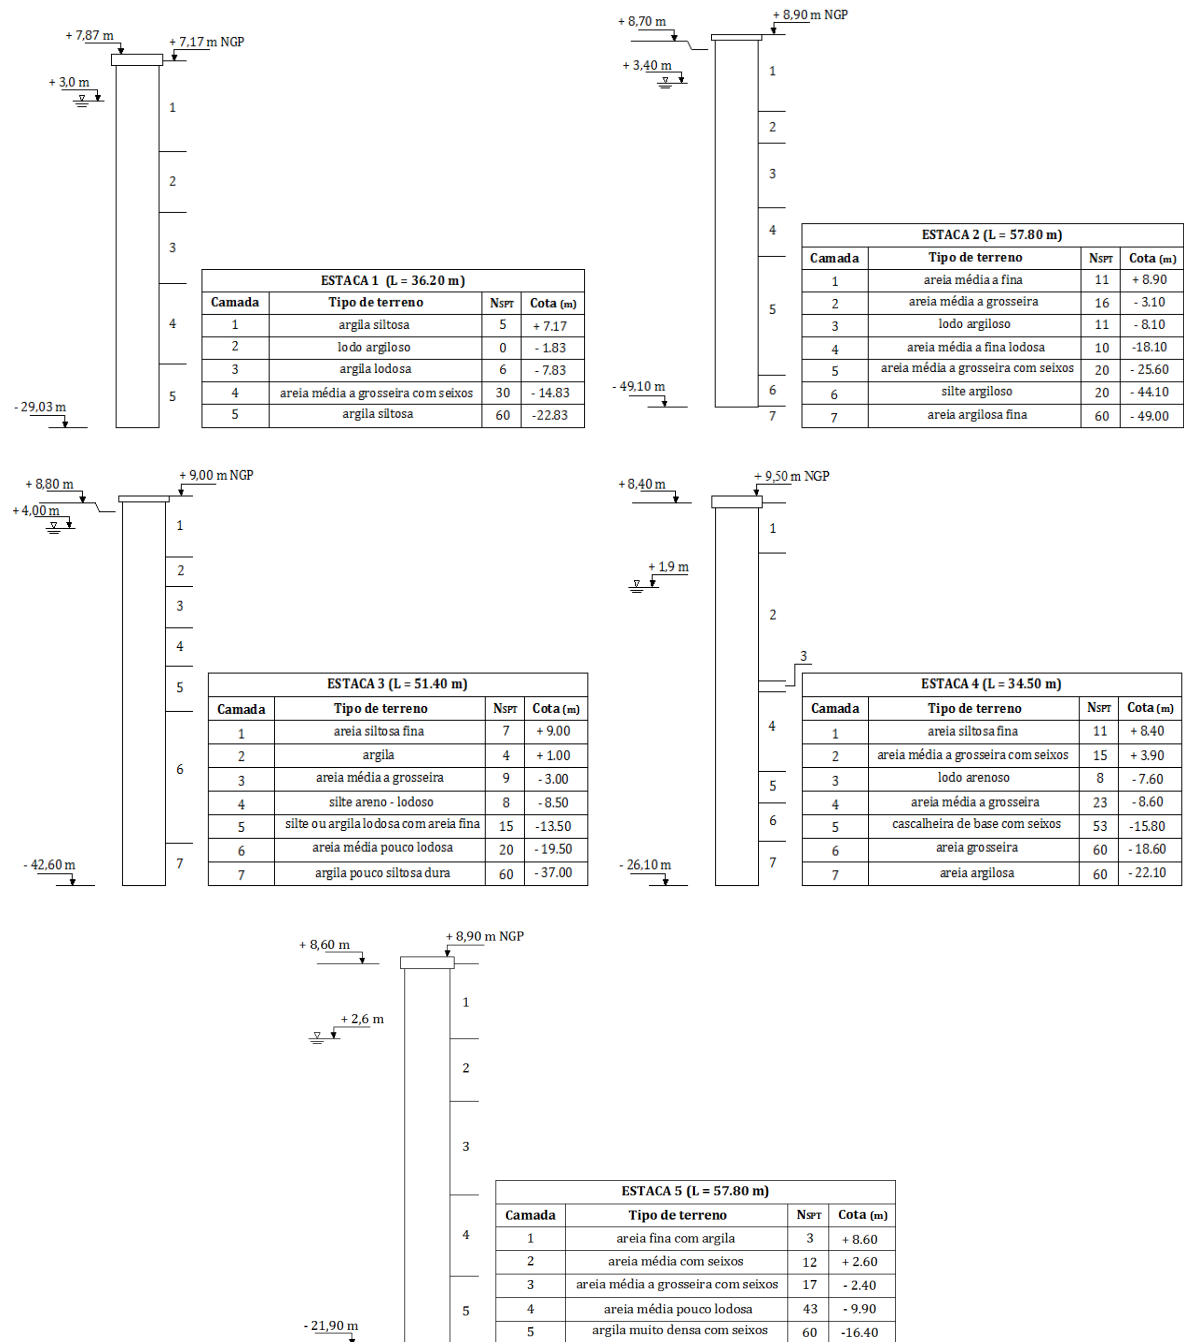 + 7,87 m
+ 7,17 m NGP
+ 3,0 m
1
2
3
4
5
- 29,03 m
ESTACA 1 (L = 36.20 m)
Camada Tipo de terreno NSPT Cota (m)
1 argila siltosa 5 + 7.17
2 lodo argiloso 0 - 1.83
3 argila lodosa 6 - 7.83
4 areia média a grosseira com seixos 30 - 14.83
5 argila siltosa 60 -22.83
+ 8,70 m
+ 8,90 m NGP
+ 3,40 m
1
2
3
4
5
6
7
- 49,10 m
ESTACA 2 (L = 57.80 m)
Camada Tipo de terreno NSPT Cota (m)
1 areia média a fina 11 + 8.90
2 areia média a grosseira 16 - 3.10
3 lodo argiloso 11 - 8.10
4 areia média a fina lodosa 10 -18.10
5 areia média a grosseira com seixos 20 - 25.60
6 silte argiloso 20 - 44.10
7 areia argilosa fina 60 - 49.00
+ 8,80 m
+ 9,00 m NGP
+ 4,00 m
1
2
3
4
5
6
7
- 42,60 m
ESTACA 3 (L = 51.40 m)
Camada Tipo de terreno NSPT Cota (m)
1 areia siltosa fina 7 + 9.00
2 argila 4 + 1.00
3 areia média a grosseira 9 - 3.00
4 silte areno - lodoso 8 - 8.50
5 silte ou argila lodosa com areia fina 15 -13.50
6 areia média pouco lodosa 20 - 19.50
7 argila pouco siltosa dura 60 - 37.00
+ 8,40 m
+ 9,50 m NGP
+ 1,9 m
1
2
3
4
5
6
7
- 26,10 m
ESTACA 4 (L = 34.50 m)
Camada Tipo de terreno NSPT Cota (m)
1 areia siltosa fina 11 + 8.40
2 areia média a grosseira com seixos 15 + 3.90
3 lodo arenoso 8 - 7.60
4 areia média a grosseira 23 - 8.60
5 cascalheira de base com seixos 53 -15.80
6 areia grosseira 60 - 18.60
7 areia argilosa 60 - 22.10
+ 8,60 m
+ 8,90 m NGP
+ 2,6 m
1
2
3
4
5
- 21,90 m
ESTACA 5 (L = 57.80 m)
Camada Tipo de terreno NSPT Cota (m)
1 areia fina com argila 3 + 8.60
2 areia média com seixos 12 + 2.60
3 areia média a grosseira com seixos 17 - 2.40
4 areia média pouco lodosa 43 - 9.90
5 argila muito densa com seixos 60 -16.40